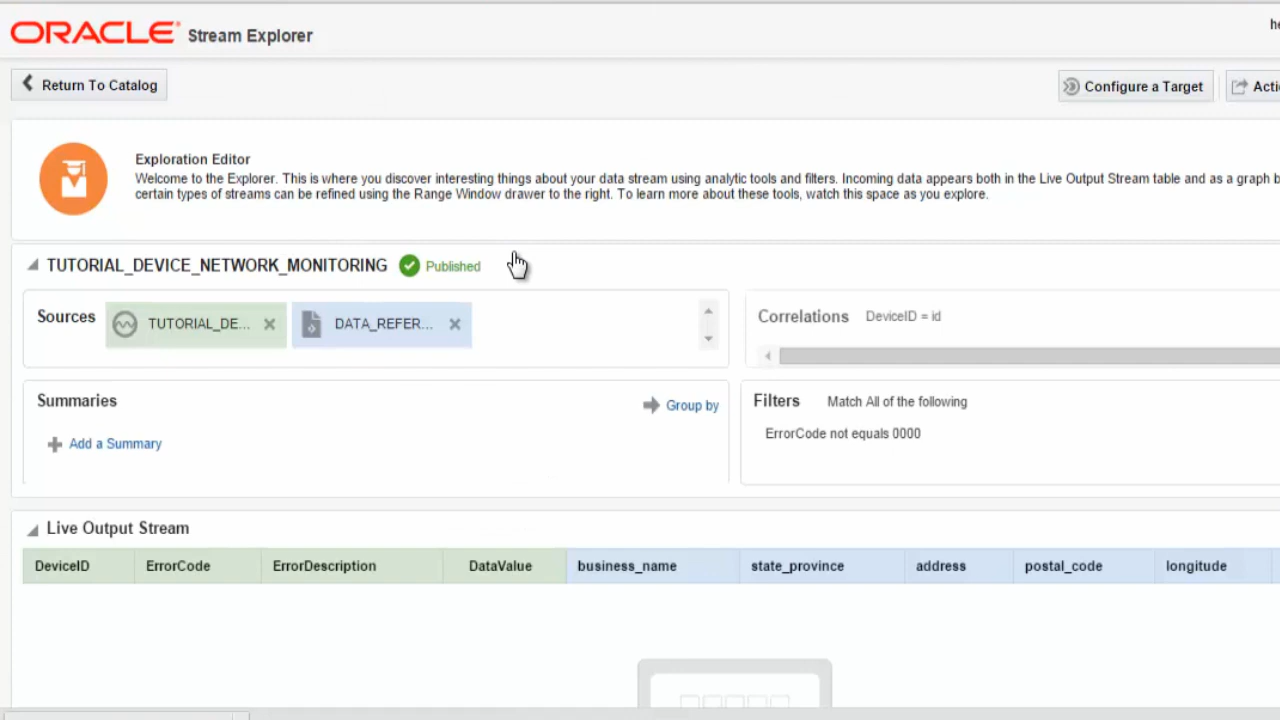 ORACLE Stream Explorer
Return To Catalog
Configure a Target
Exploration Editor
Welcome to the Explorer. This is where you discover interesting things about your data stream using analytic tools and filters. Incoming data appears both in the Live Output Stream table and as a graph b
certain types of streams can be refined using the Range Window drawer to the right. To learn more about these tools, watch this space as you explore.
TUTORIAL_DEVICE_NETWORK_MONITORING Published
Sources TUTORIAL_DE... DATA_REFER...
Correlations DeviceID = id
Summaries Group by
Add a Summary
Filters Match All of the following
ErrorCode not equals 0000
Live Output Stream
DeviceID ErrorCode ErrorDescription DataValue business_name state_province address postal_code longitude